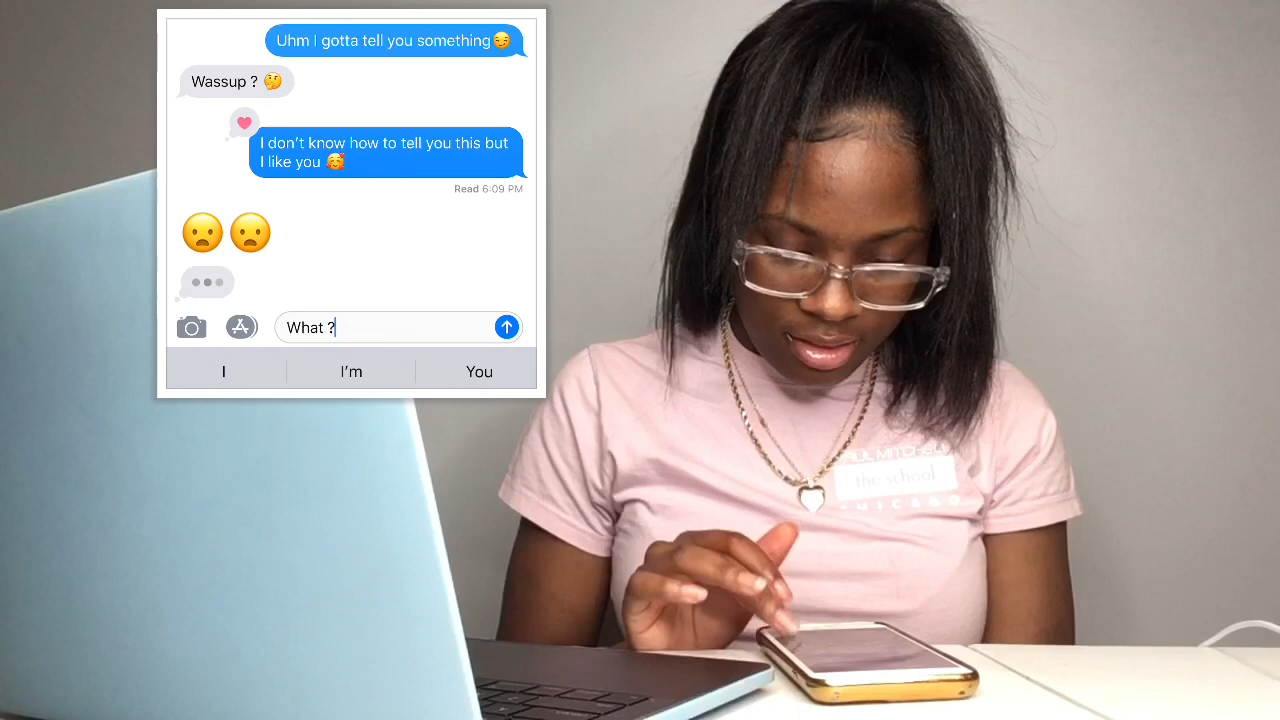 Uhm I gotta tell you something😏
Wassup ? 🤔
I don't know how to tell you this but
I like you 🥰
Read 6:09 PM
😦😦
What ?
I I'm You
the school
CHICAGO